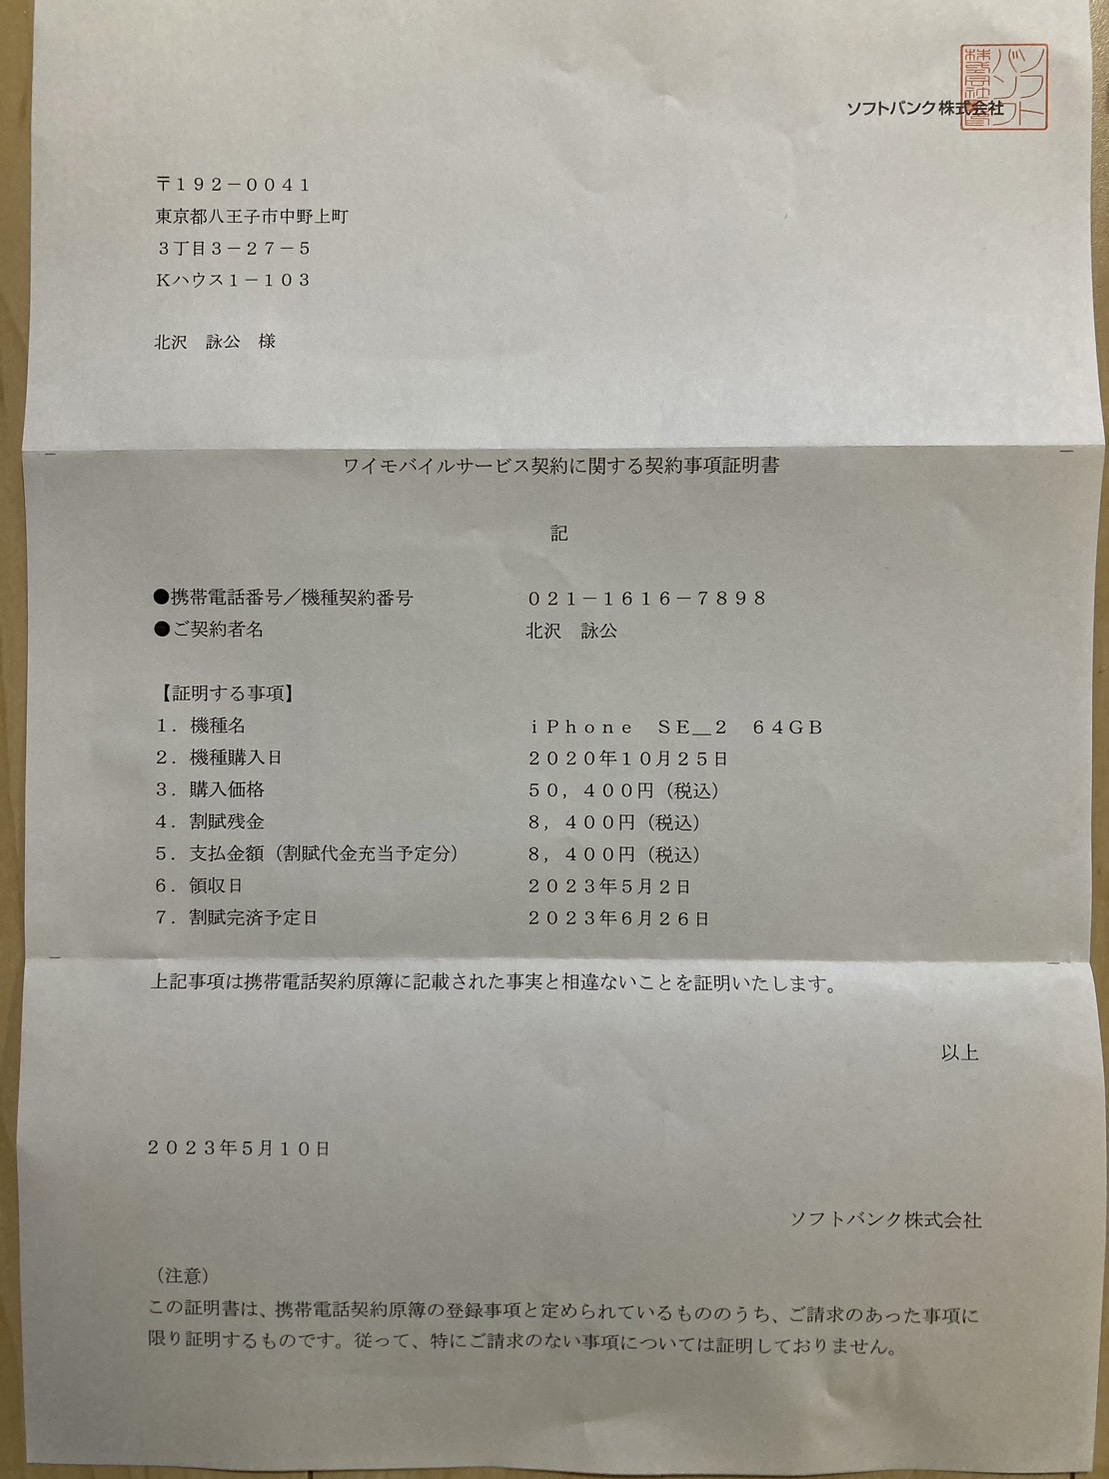 ソフトバンク株式会社
〒192−0041
東京都八王子市中野上町
3丁目3−27−5
Kハウス1−103
北沢　詠公　様
ワイモバイルサービス契約に関する契約事項証明書
記
●携帯電話番号／機種契約番号　021−1616−7898
●ご契約者名　北沢　詠公
【証明する事項】
1．機種名　iPhone　SE＿2　64GB
2．機種購入日　2020年10月25日
3．購入価格　50，400円（税込）
4．割賦残金　8，400円（税込）
5．支払金額（割賦代金充当予定分）　8，400円（税込）
6．領収日　2023年5月2日
7．割賦完済予定日　2023年6月26日
上記事項は携帯電話契約原簿に記載された事実と相違ないことを証明いたします。
以上
2023年5月10日
ソフトバンク株式会社
（注意）
この証明書は、携帯電話契約原簿の登録事項と定められているもののうち、ご請求のあった事項に
限り証明するものです。従って、特にご請求のない事項については証明しておりません。